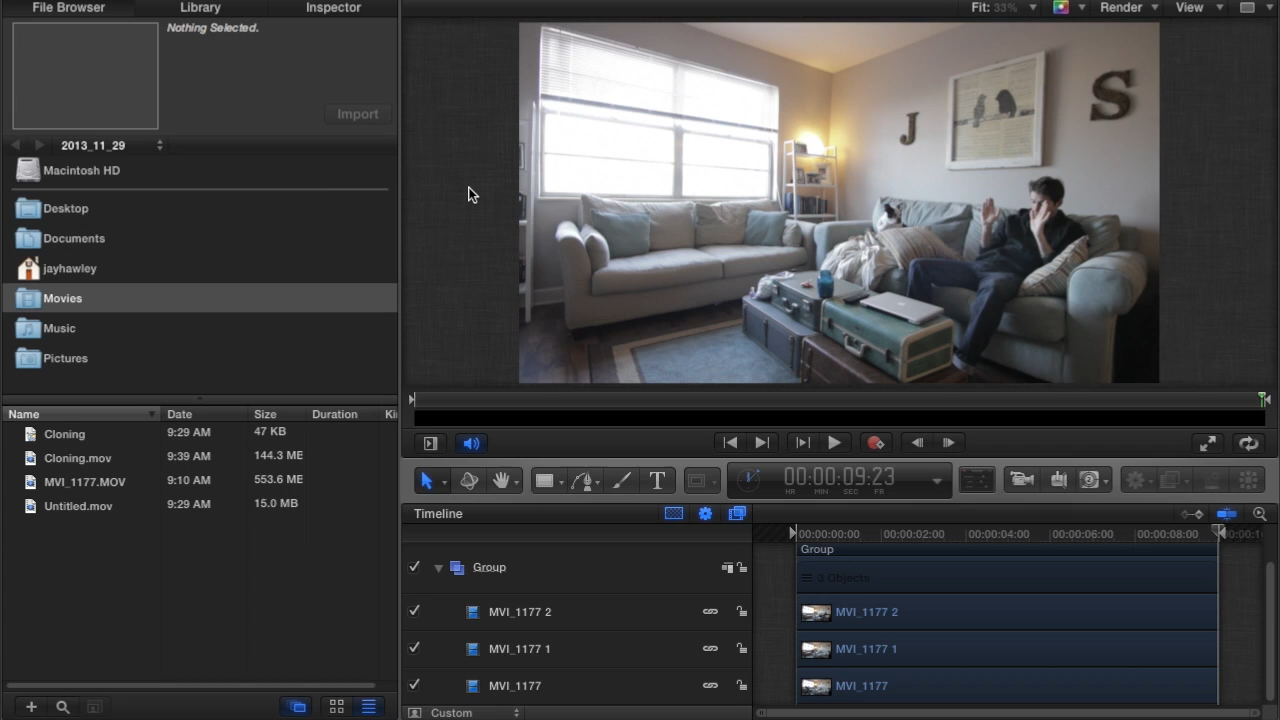 File Browser Library Inspector
Fit: 33% Render View
Nothing Selected.
Import
2013_11_29
Macintosh HD
Desktop
Documents
jayhawley
Movies
Music
Pictures
J S
Name Date Size Duration
Cloning 9:29 AM 47 KB
Cloning.mov 9:39 AM 144.3 ME
MVI_1177.MOV 9:10 AM 553.6 ME
Untitled.mov 9:29 AM 15.0 MB
T
00:00:09:23
HR MIN SEC FR
Timeline
00:00:00:00 00:00:02:00 00:00:04:00 00:00:06:00 00:00:08:00
Group
Group
3 Objects
MVI_1177 2 MVI_1177 2
MVI_1177 1 MVI_1177 1
MVI_1177 MVI_1177
Custom